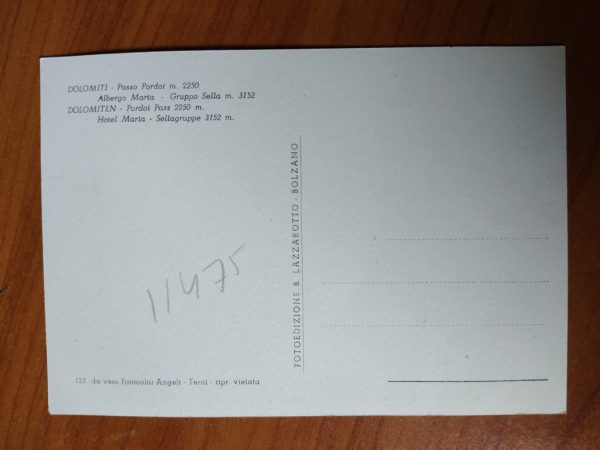 DOLOMITI - Passo Pordoi m. 2250
Albergo Maria - Gruppo Sella m. 3152
DOLOMITEN - Pordoi Pass 2250 m.
Hotel Maria - Sellagruppe 3152 m.
FOTOEDIZIONE B. LAZZAROTTO - BOLZANO
11475
123 - da vero Fotocolor Angeli - Terni - ripr. vietata